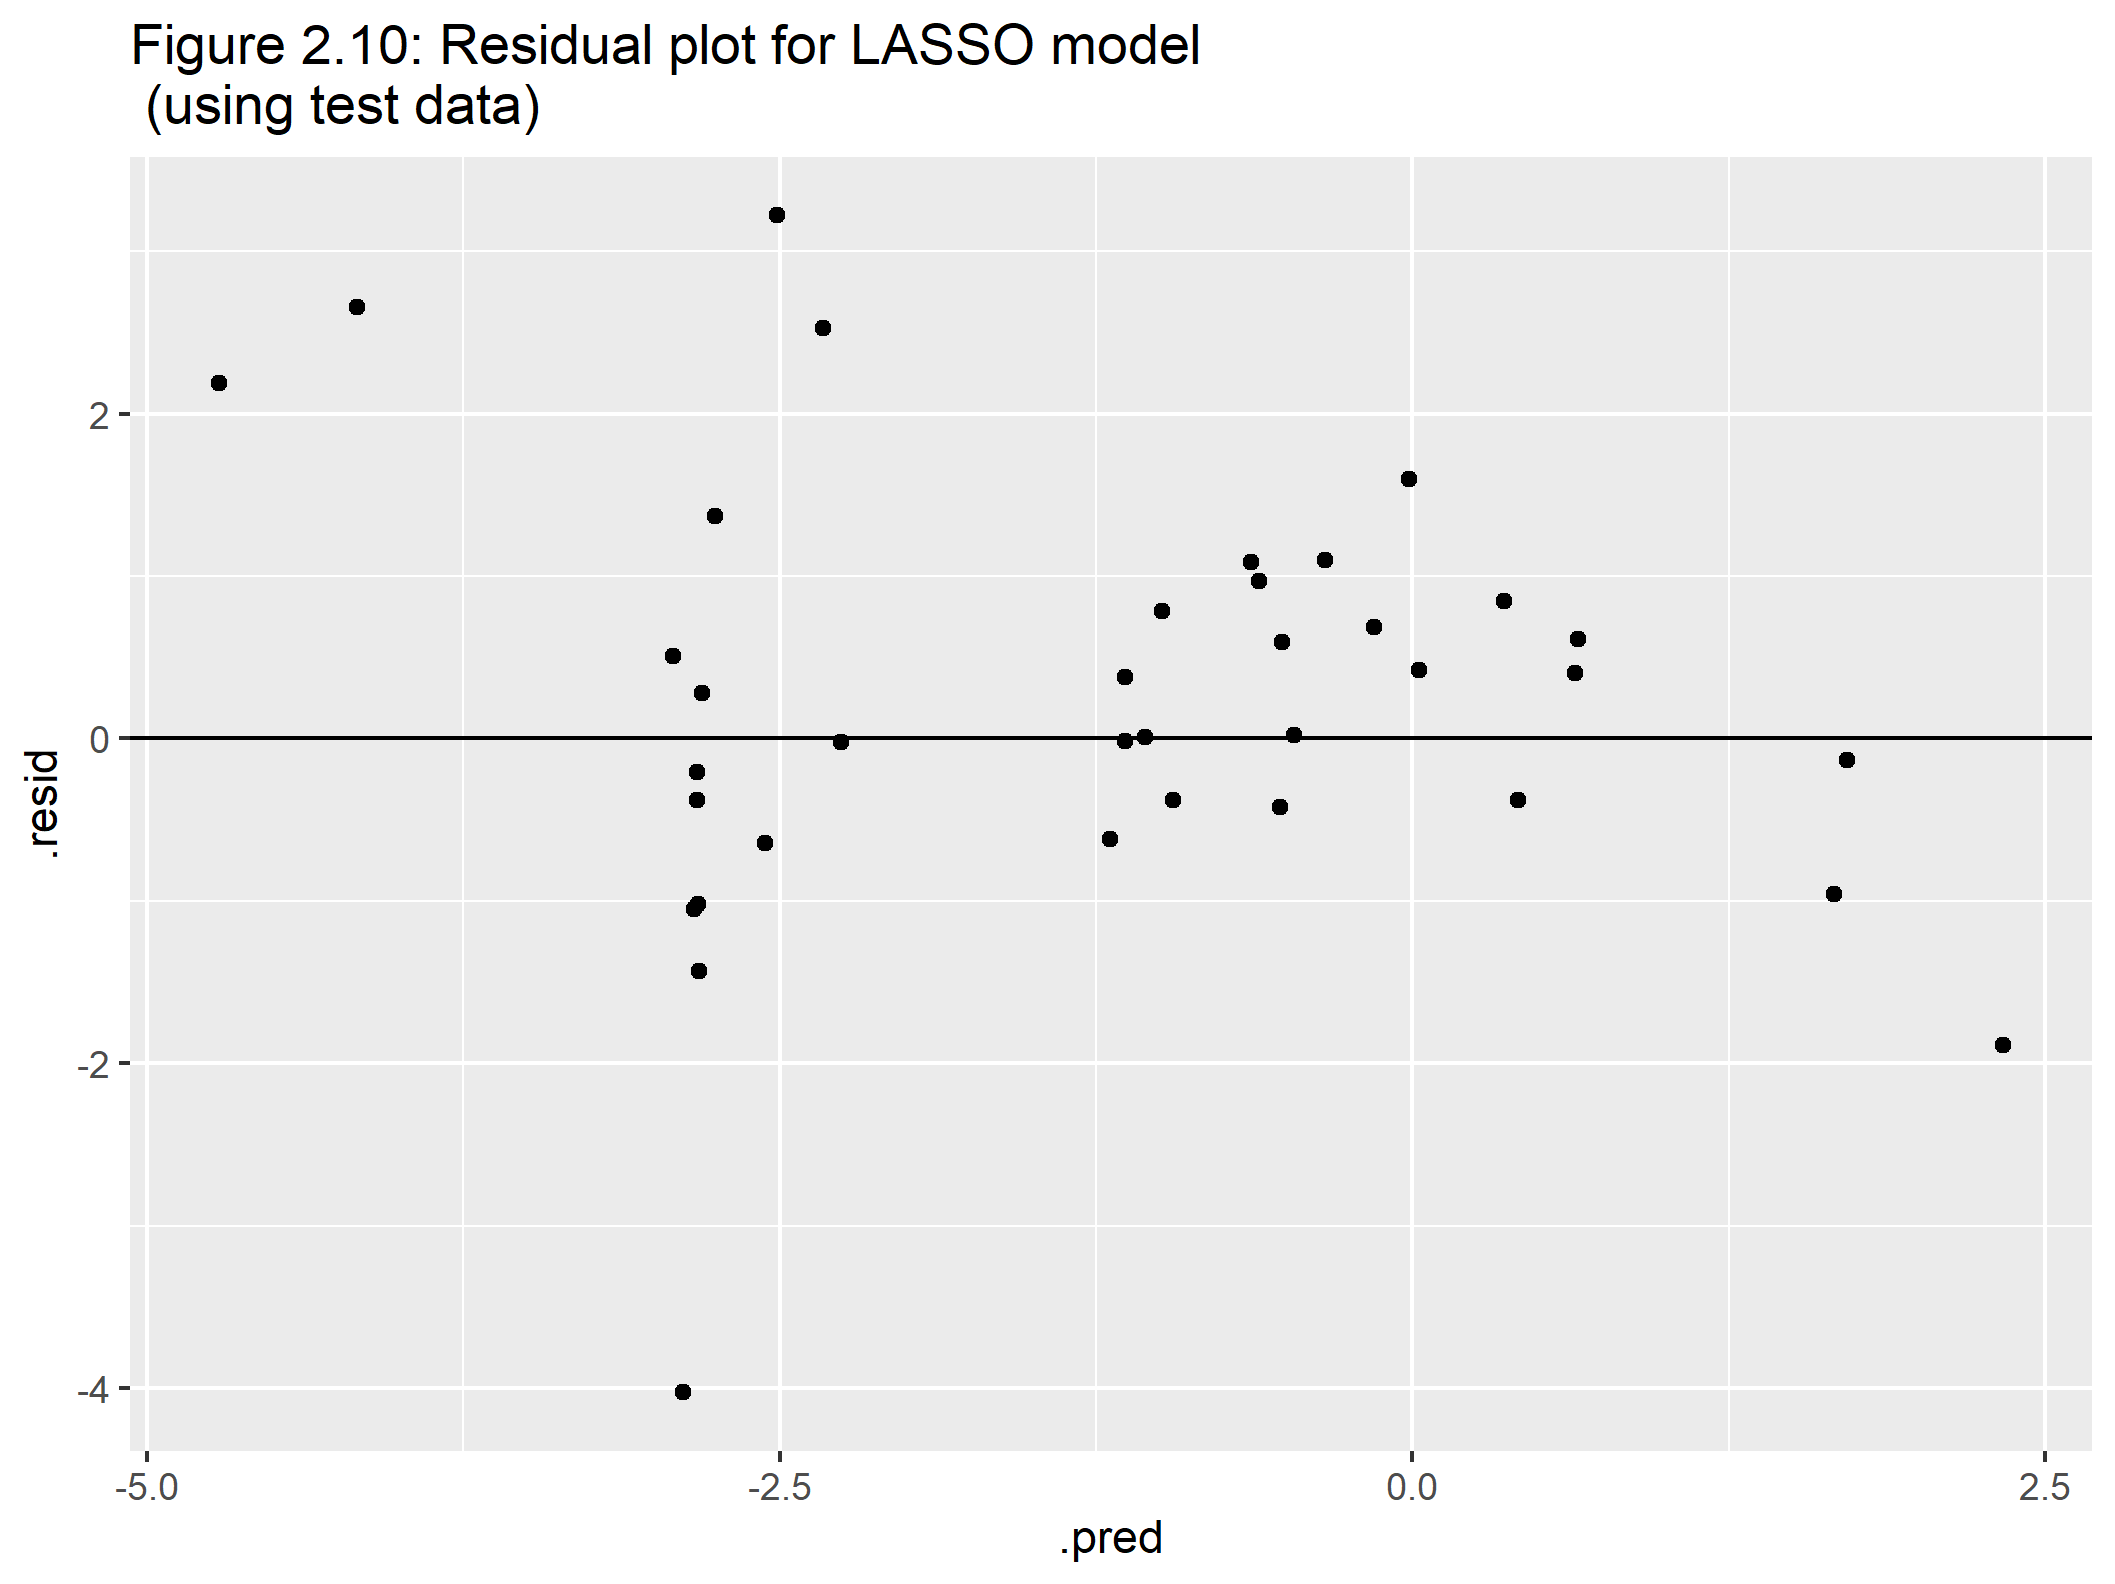 Figure 2.10: Residual plot for LASSO model
(using test data)
2
0
-2
-4
.resid
-5.0
-2.5
0.0
2.5
.pred